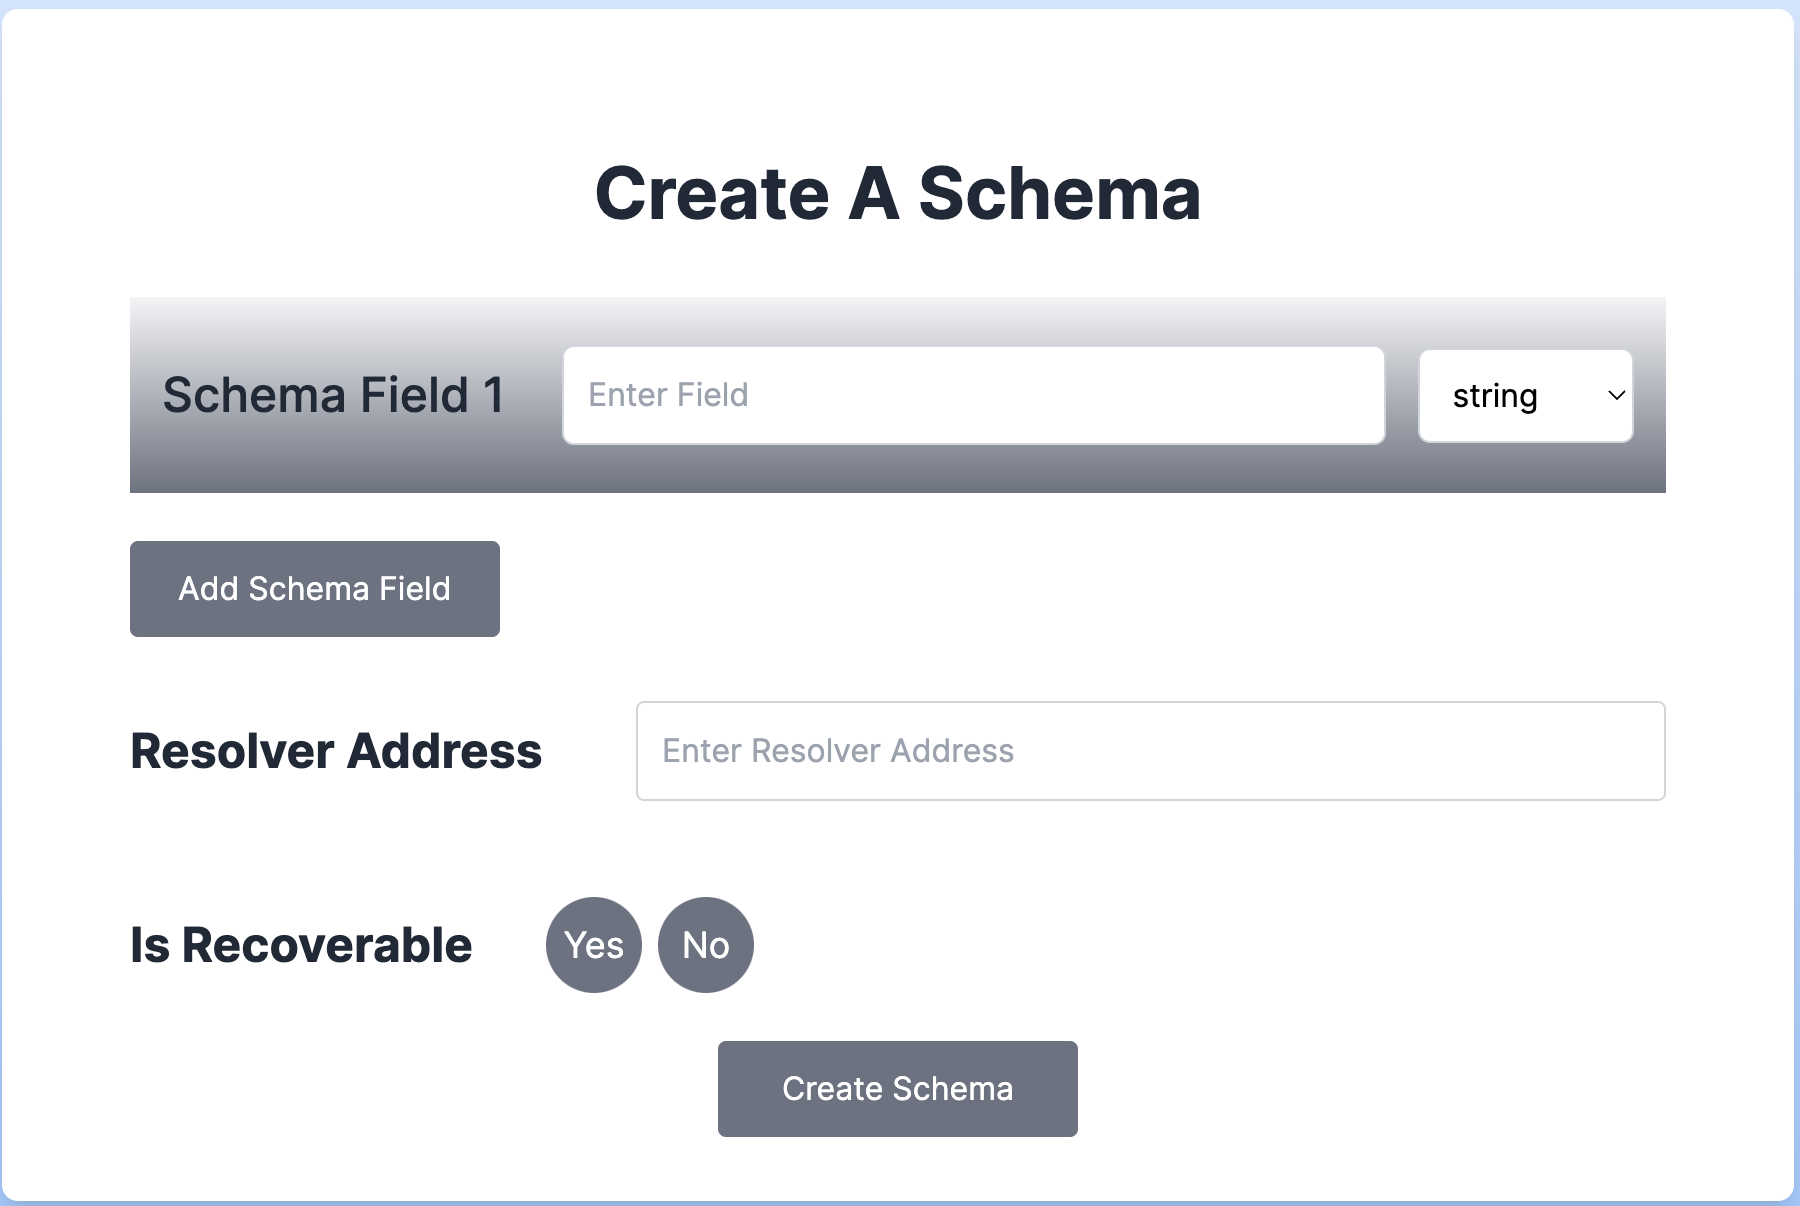 Create A Schema
Schema Field 1 Enter Field string
Add Schema Field
Resolver Address Enter Resolver Address
Is Recoverable Yes No
Create Schema